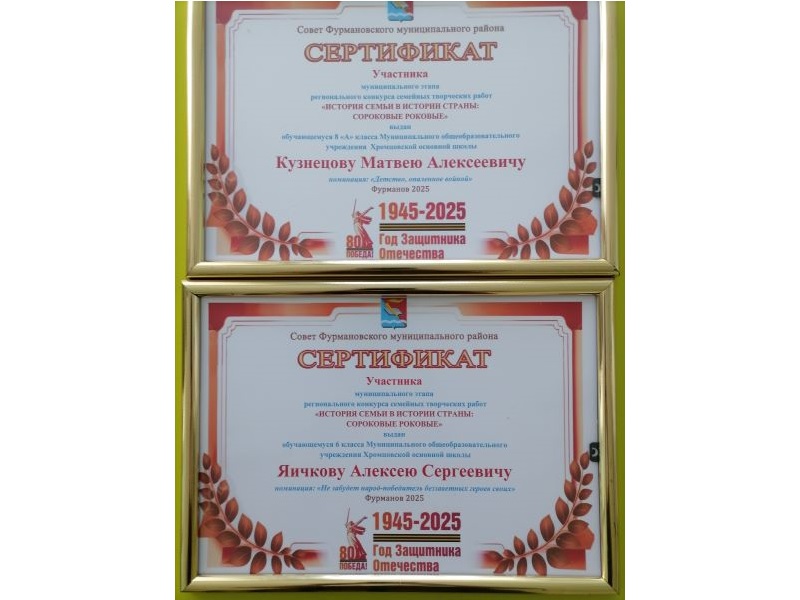 Совет Фурмановского муниципального района
СЕРТИФИКАТ
Участника
муниципального этапа
регионального конкурса семейных творческих работ
«ИСТОРИЯ СЕМЬИ В ИСТОРИИ СТРАНЫ:
СОРОКОВЫЕ РОКОВЫЕ»
выдан
обучающемуся 8 «А» класса Муниципального общеобразовательного
учреждения Хромцовской основной школы
Кузнецову Матвею Алексеевичу
номинация: «Детство, опаленное войной»
Фурманов 2025
1945-2025
80
ПОБЕДА!
Год Защитника
Отечества
Совет Фурмановского муниципального района
СЕРТИФИКАТ
Участника
муниципального этапа
регионального конкурса семейных творческих работ
«ИСТОРИЯ СЕМЬИ В ИСТОРИИ СТРАНЫ:
СОРОКОВЫЕ РОКОВЫЕ»
выдан
обучающемуся 6 класса Муниципального общеобразовательного
учреждения Хромцовской основной школы
Яичкову Алексею Сергеевичу
номинация: «Не забудет народ-победитель беззаветных героев своих»
Фурманов 2025
1945-2025
80
ПОБЕДА!
Год Защитника
Отечества